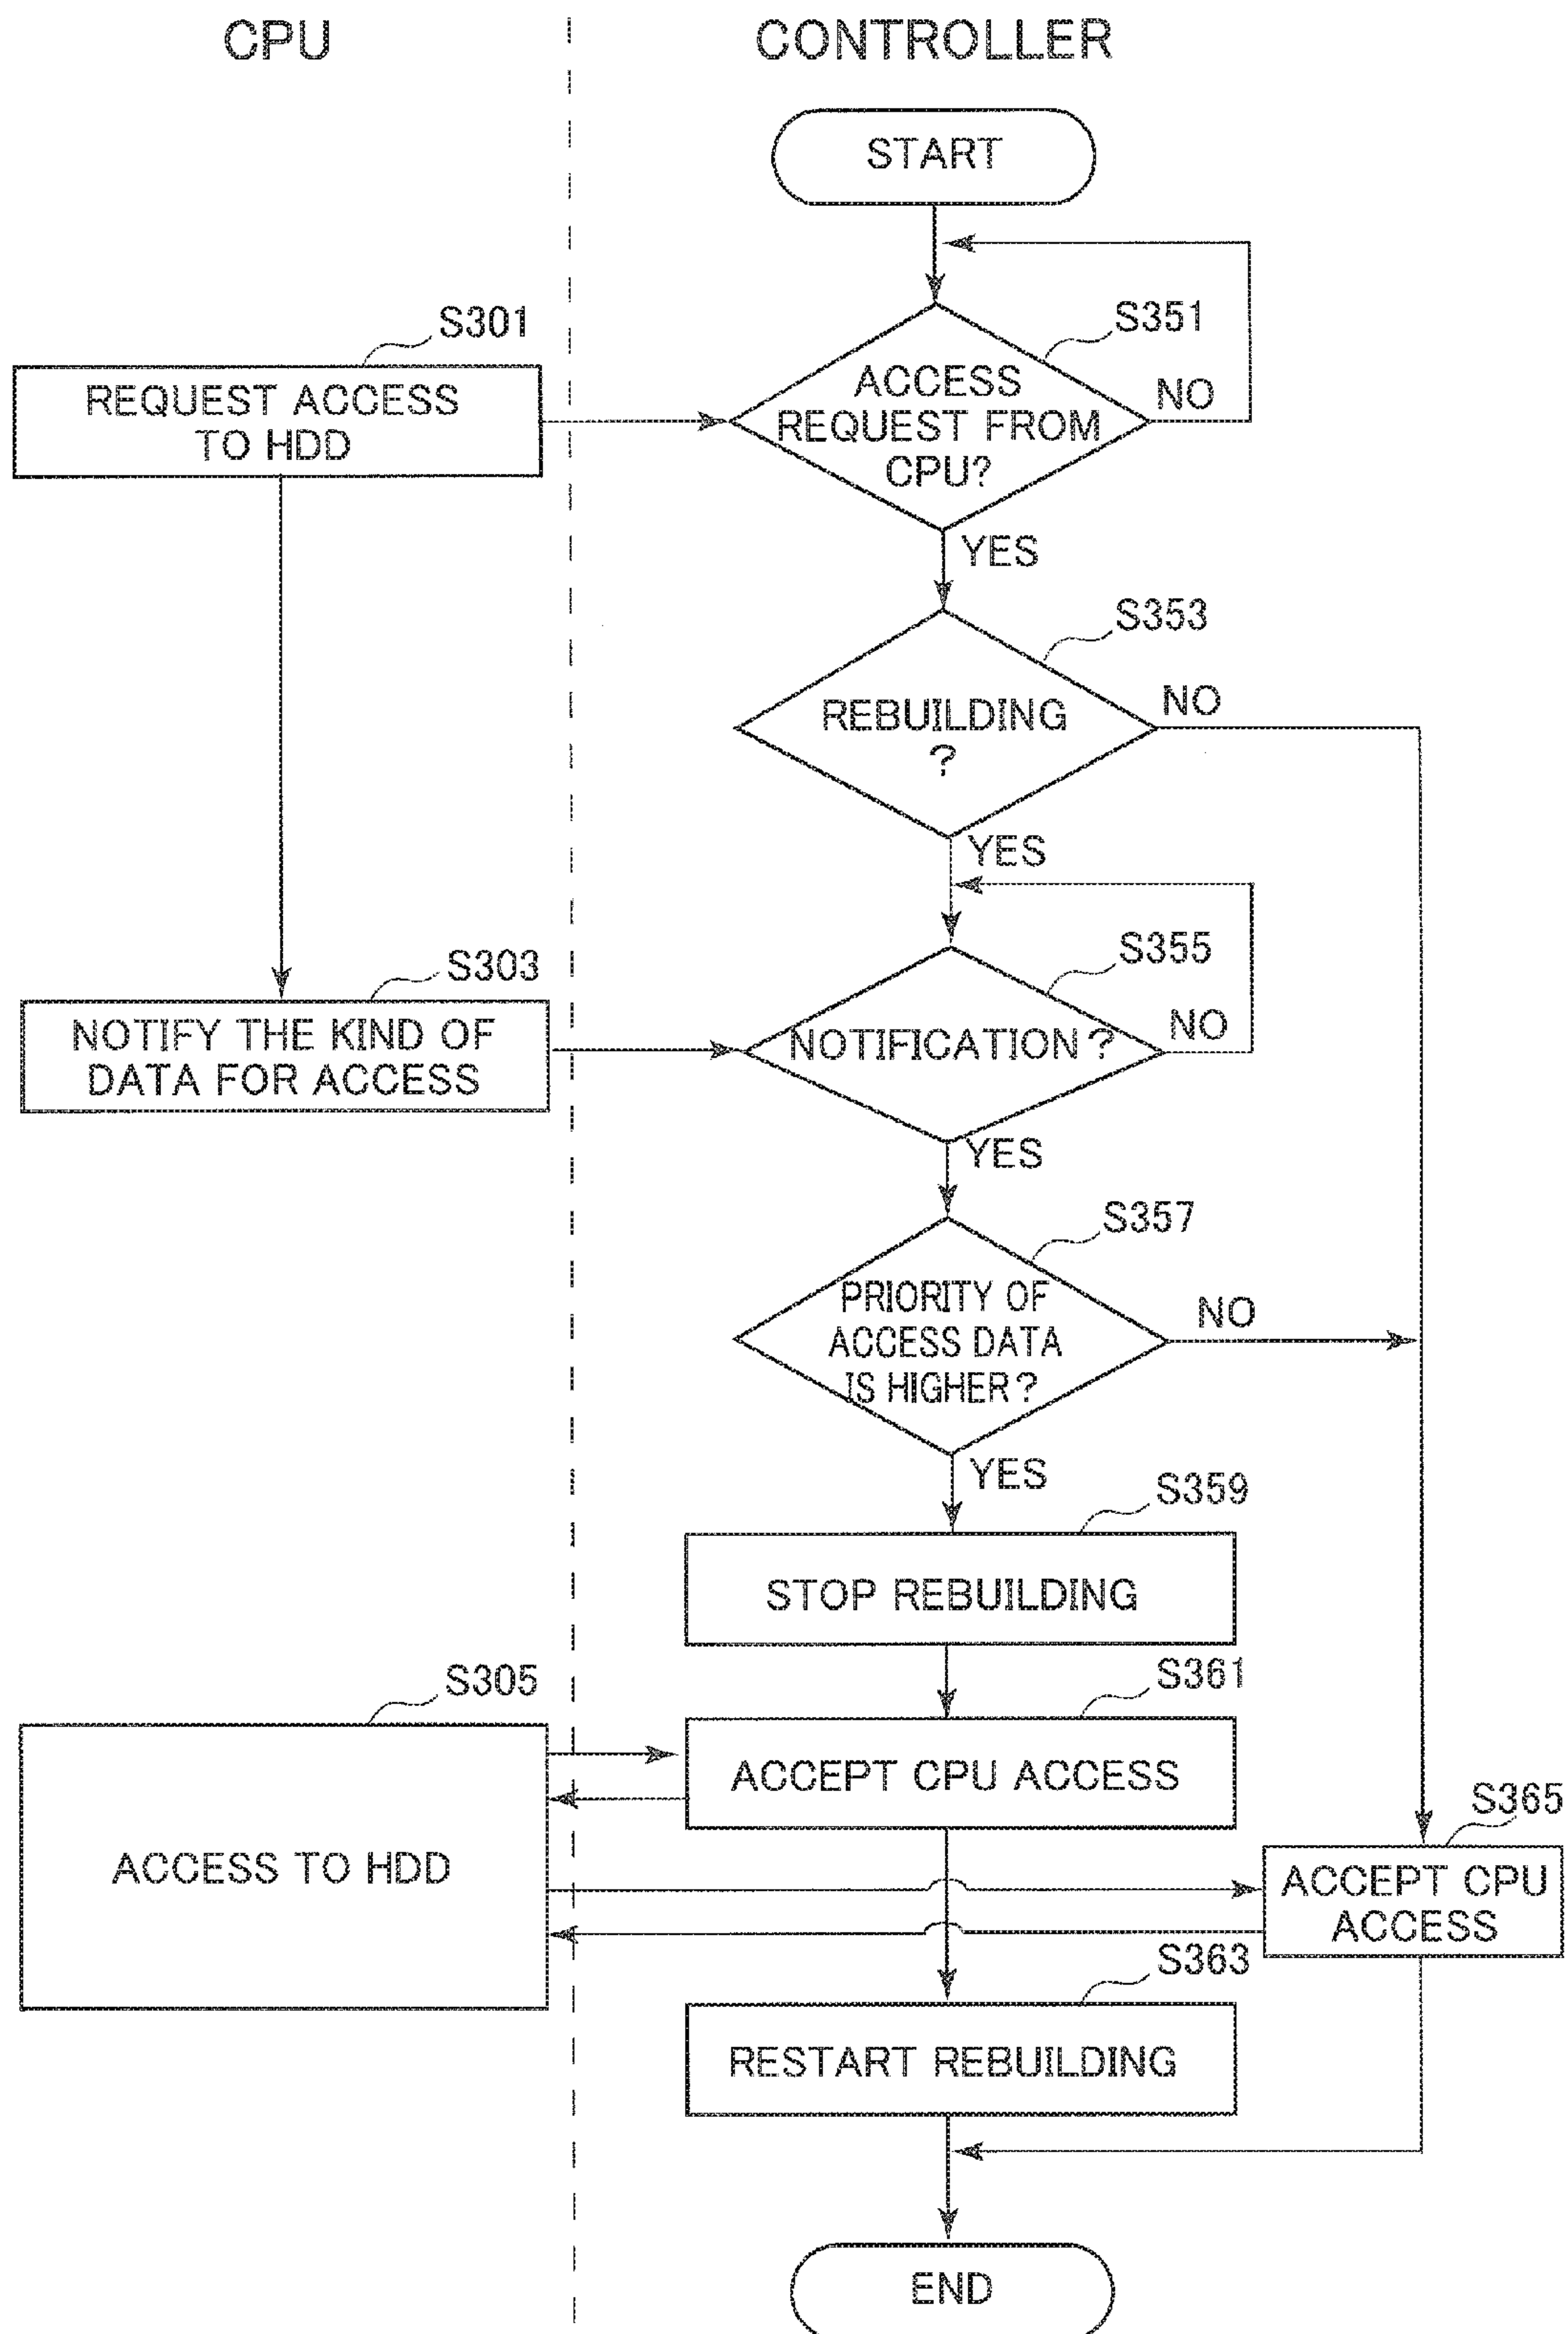 CPU
CONTROLLER
START
S301
S351
REQUEST ACCESS
TO HDD
ACCESS
REQUEST FROM
CPU?
NO
YES
S353
REBUILDING
?
NO
YES
S303
S355
NOTIFY THE KIND OF
DATA FOR ACCESS
NOTIFICATION?
NO
YES
S357
PRIORITY OF
ACCESS DATA
IS HIGHER?
NO
YES
S359
STOP REBUILDING
S305
S361
ACCEPT CPU ACCESS
ACCESS TO HDD
S365
ACCEPT CPU
ACCESS
S363
RESTART REBUILDING
END